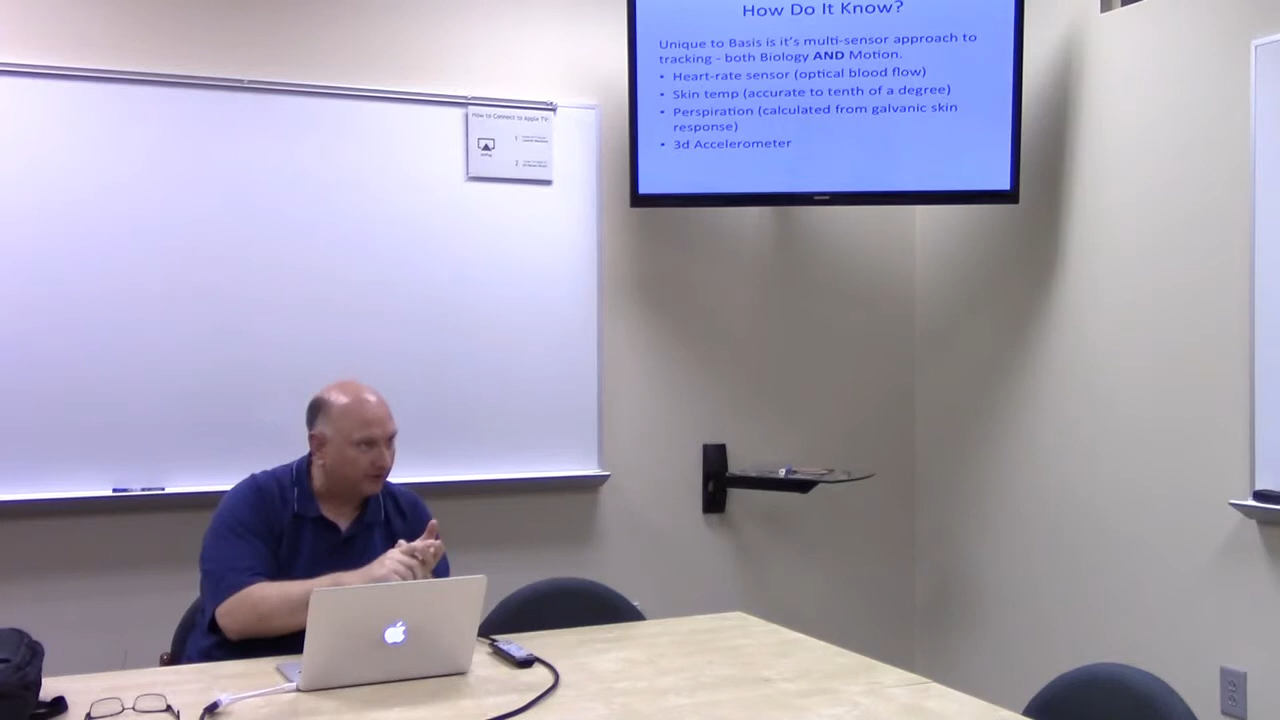 How Do It Know?
Unique to Basis is it's multi-sensor approach to
tracking - both Biology AND Motion.
• Heart-rate sensor (optical blood flow)
• Skin temp (accurate to tenth of a degree)
• Perspiration (calculated from galvanic skin
response)
• 3d Accelerometer
How to Connect to Apple TV:
1
2